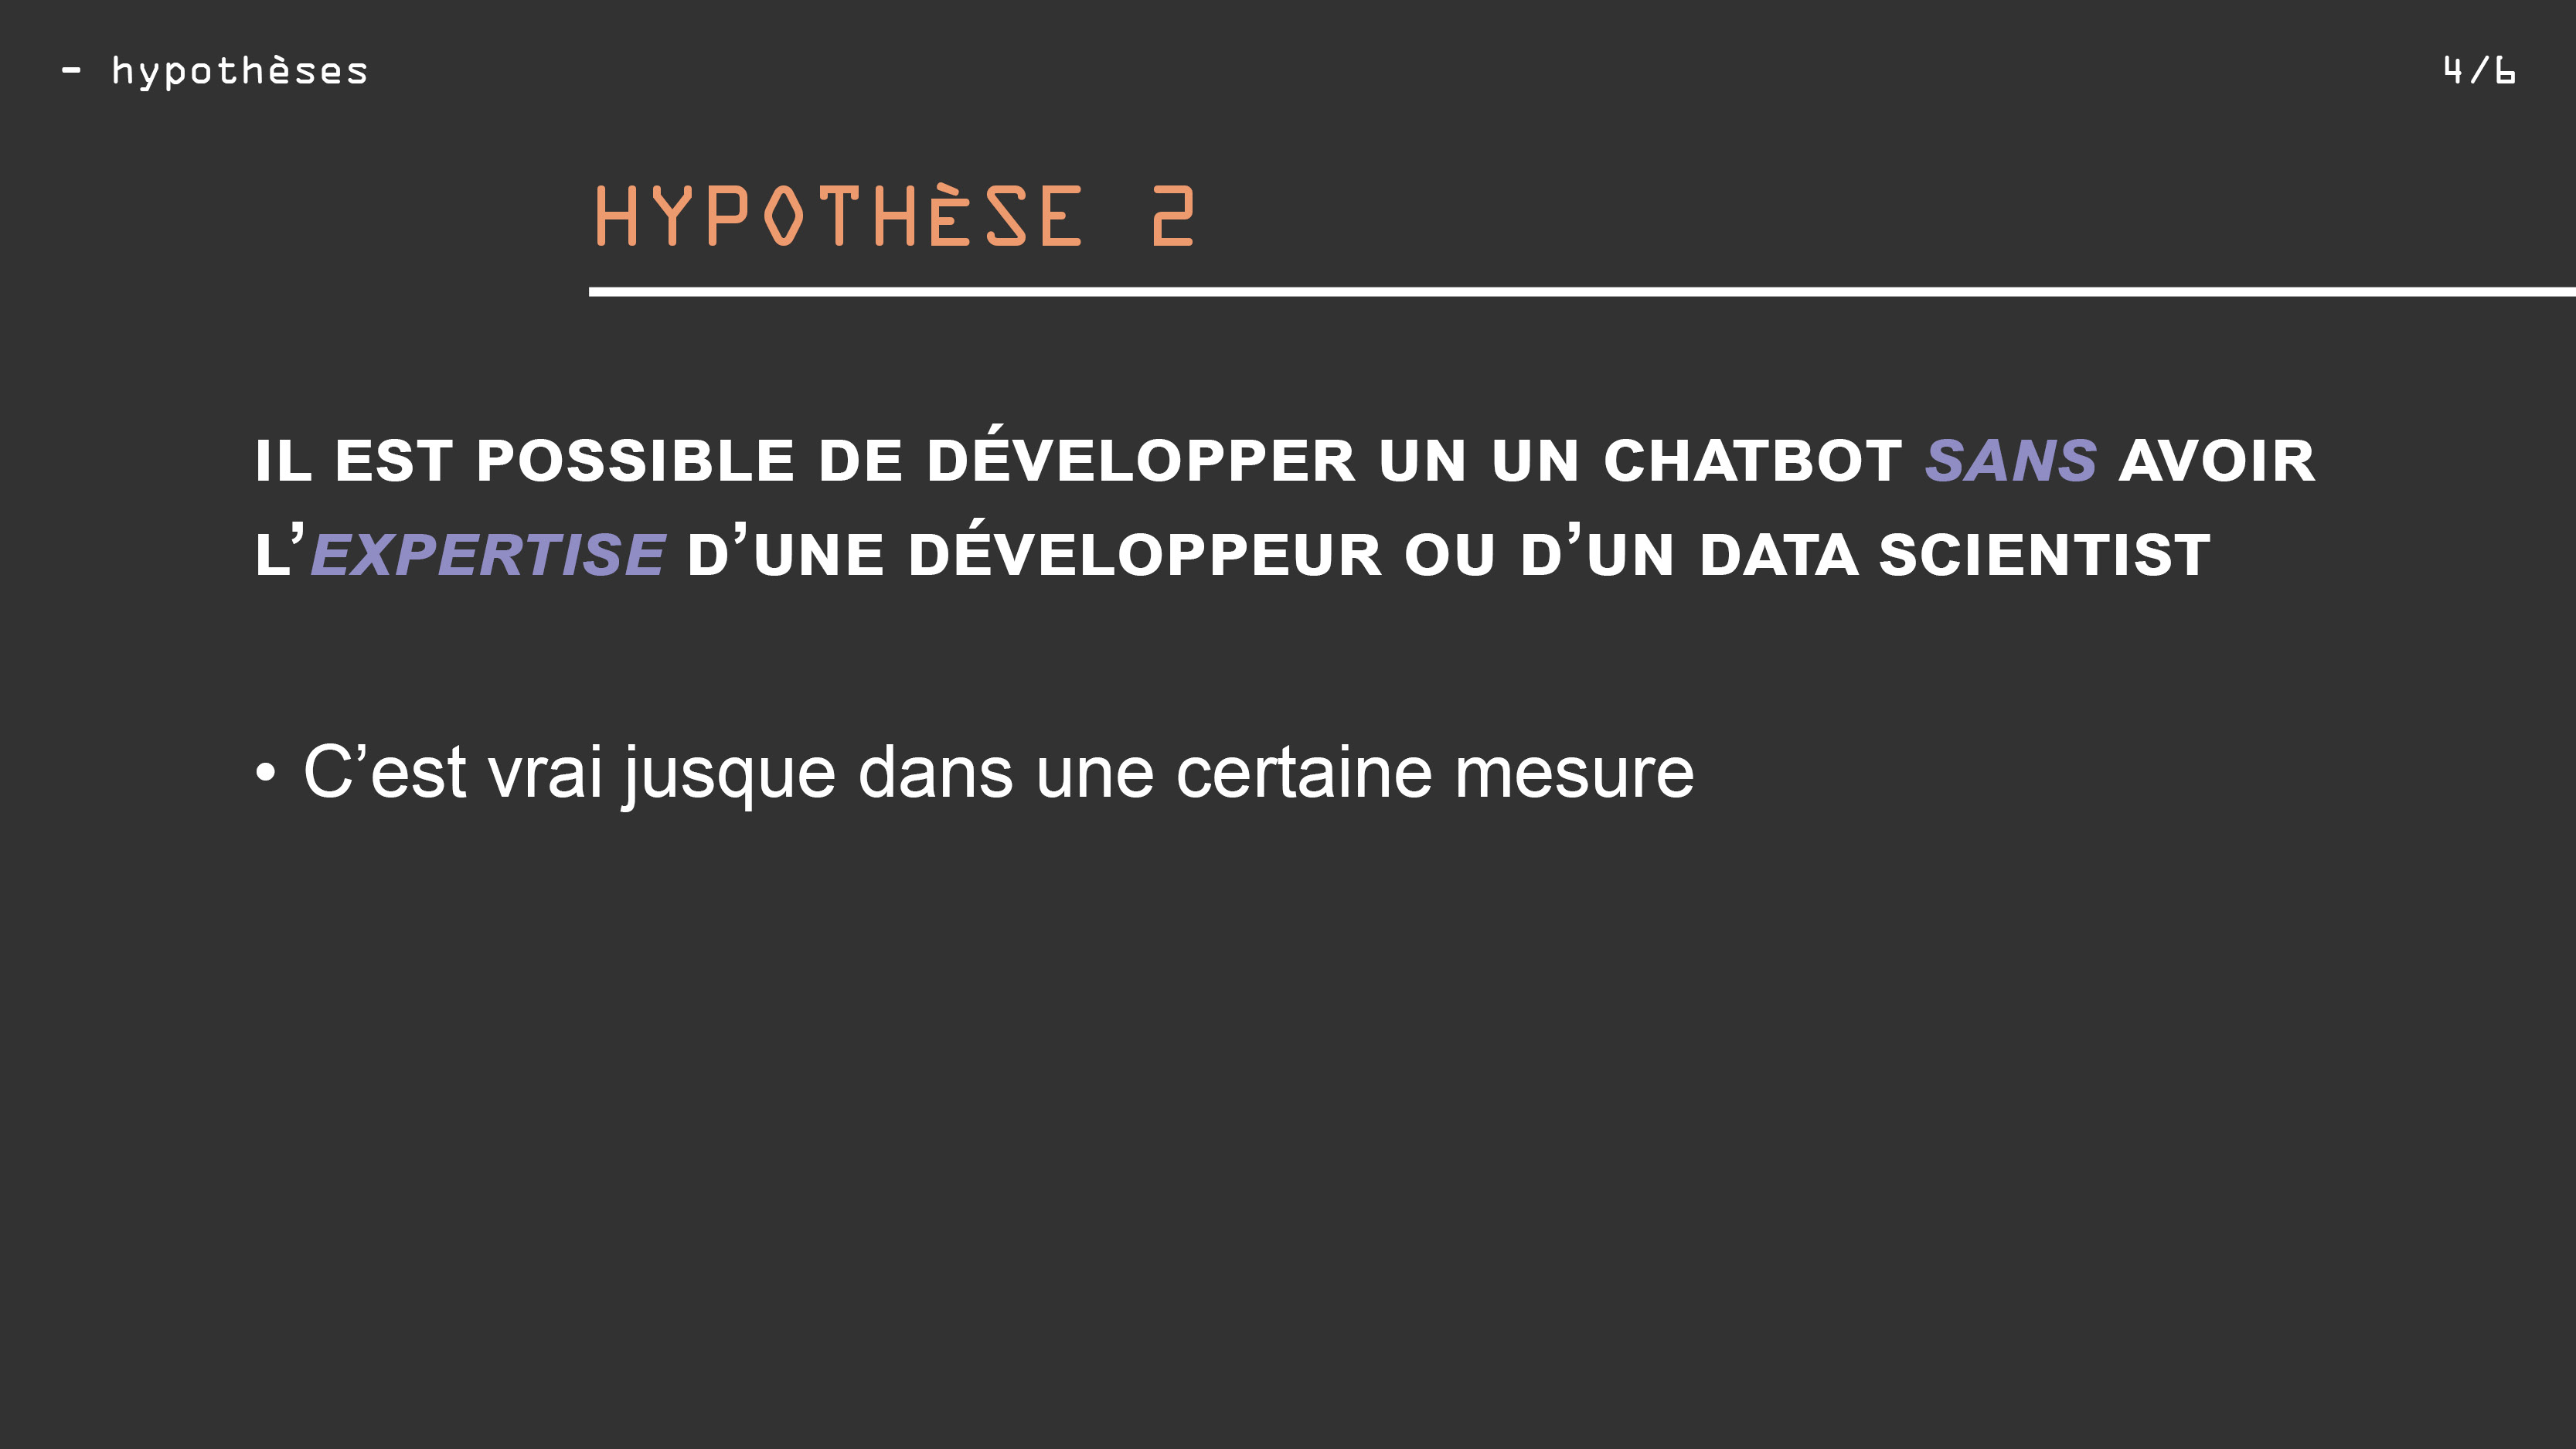 - hypothèses
4/6
HYPOTHÈSE 2
IL EST POSSIBLE DE DÉVELOPPER UN UN CHATBOT SANS AVOIR
L’EXPERTISE D’UNE DÉVELOPPEUR OU D’UN DATA SCIENTIST
• C’est vrai jusque dans une certaine mesure